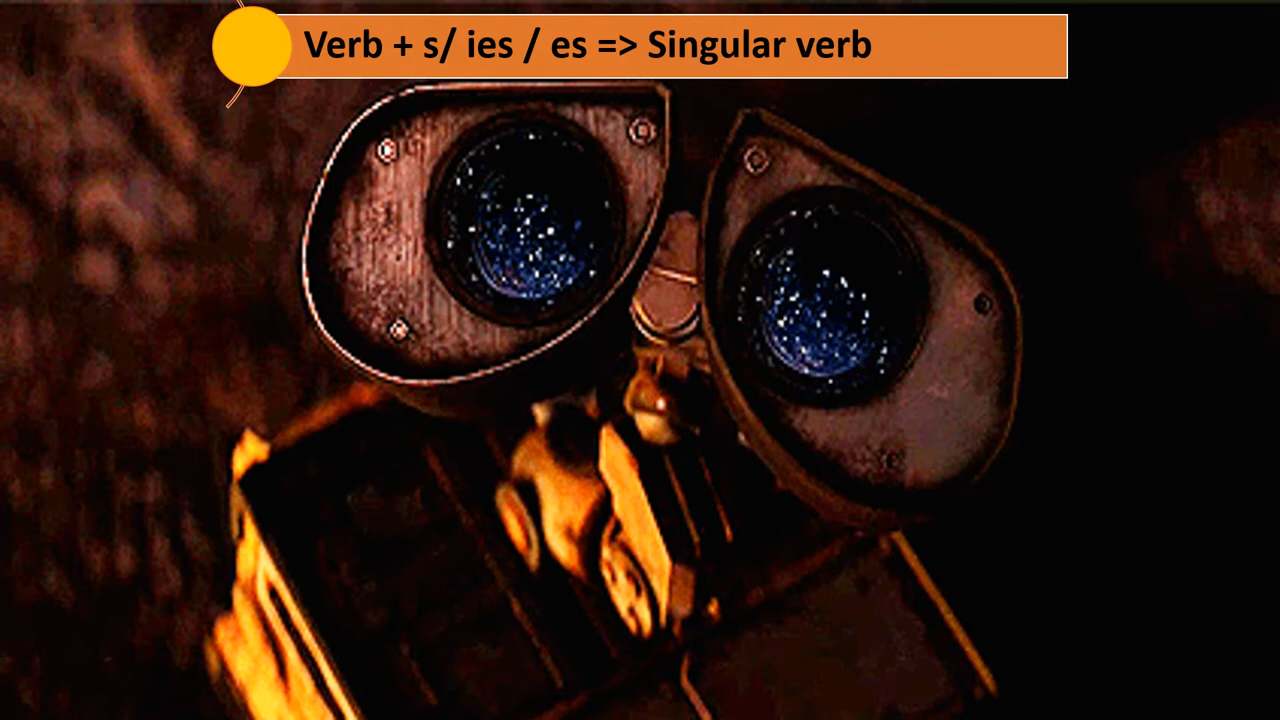 Verb + s/ ies / es => Singular verb